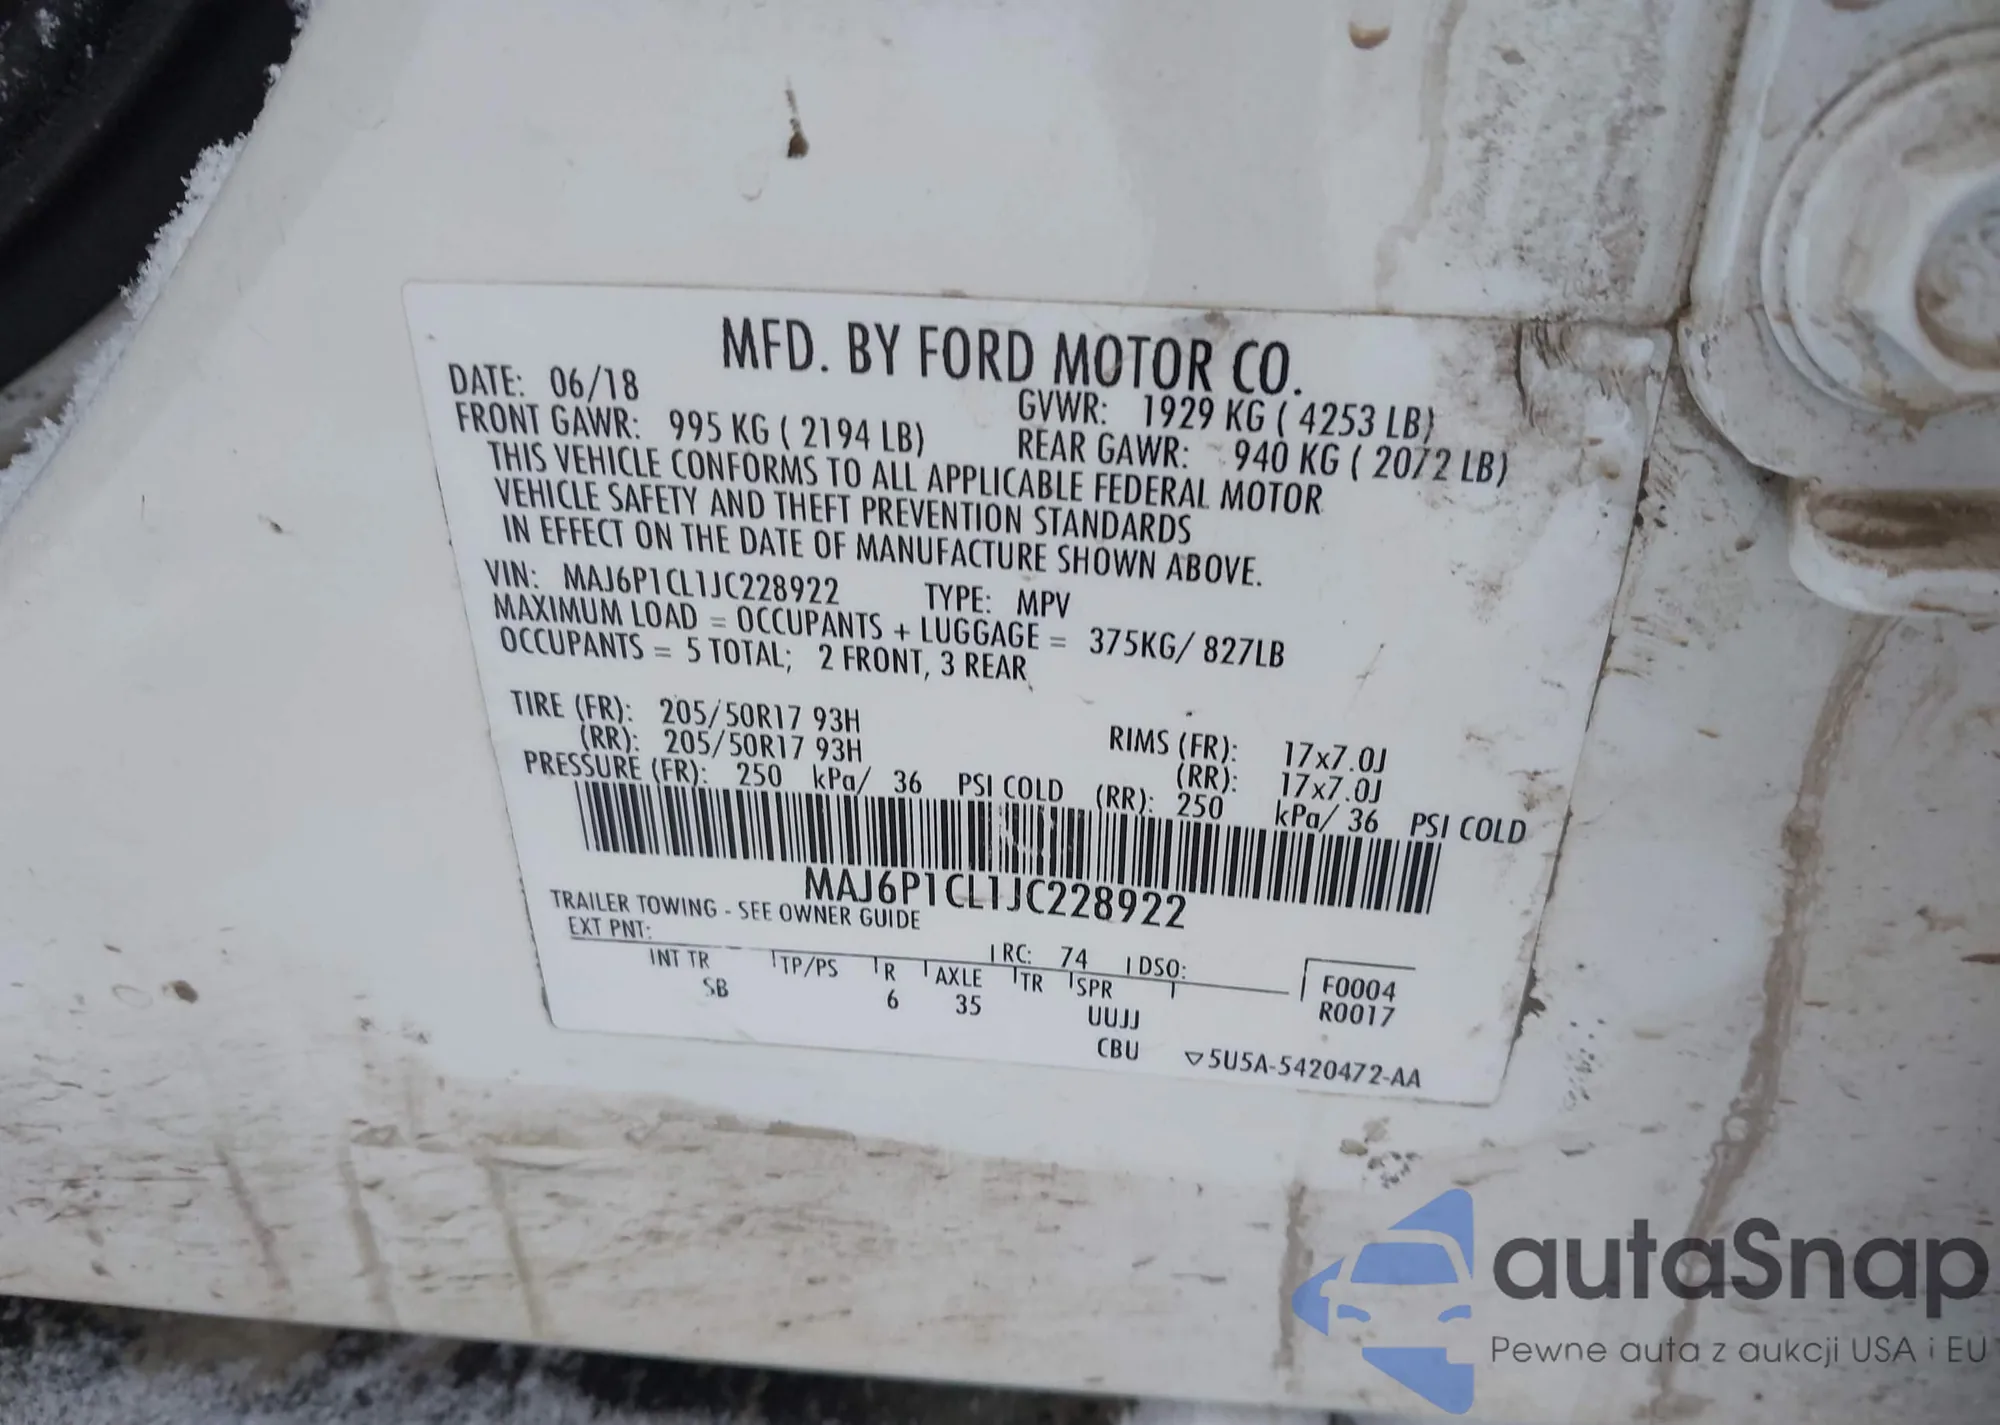 MFD. BY FORD MOTOR CO.
DATE: 06/18 GVWR: 1929 KG ( 4253 LB)
FRONT GAWR: 995 KG ( 2194 LB) REAR GAWR: 940 KG ( 2072 LB)
THIS VEHICLE CONFORMS TO ALL APPLICABLE FEDERAL MOTOR
VEHICLE SAFETY AND THEFT PREVENTION STANDARDS
IN EFFECT ON THE DATE OF MANUFACTURE SHOWN ABOVE.
VIN: MAJ6P1CL1JC228922 TYPE: MPV
MAXIMUM LOAD = OCCUPANTS + LUGGAGE = 375KG/ 827LB
OCCUPANTS = 5 TOTAL; 2 FRONT, 3 REAR
TIRE (FR): 205/50R17 93H RIMS (FR): 17x7.0J
(RR): 205/50R17 93H (RR): 17x7.0J
PRESSURE (FR): 250 kPa/ 36 PSI COLD (RR): 250 kPa/ 36 PSI COLD
MAJ6P1CL1JC228922
TRAILER TOWING - SEE OWNER GUIDE
EXT PNT: RC: 74 DSO:
INT TR TP/PS R AXLE TR SPR F0004
SB 6 35 UUJJ R0017
CBU ▽5U5A-5420472-AA
autaSnap
Pewne auta z aukcji USA i EU